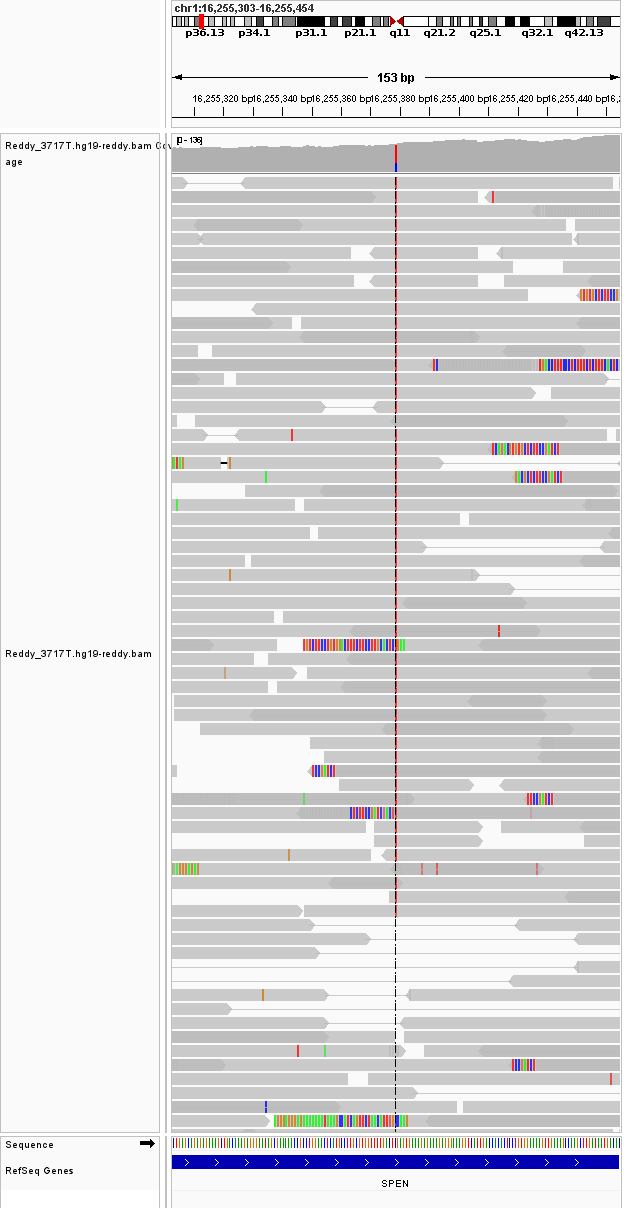 chr1:16,255,303-16,255,454
p36.13 p34.1 p31.1 p21.1 q11 q21.2 q25.1 q32.1 q42.13
153 bp
16,255,320 bp 16,255,340 bp 16,255,360 bp 16,255,380 bp 16,255,400 bp 16,255,420 bp 16,255,440 bp 16,2
[0 - 136]
Reddy_3717T.hg19-reddy.bam Cov
age
Reddy_3717T.hg19-reddy.bam
Sequence
RefSeq Genes
SPEN